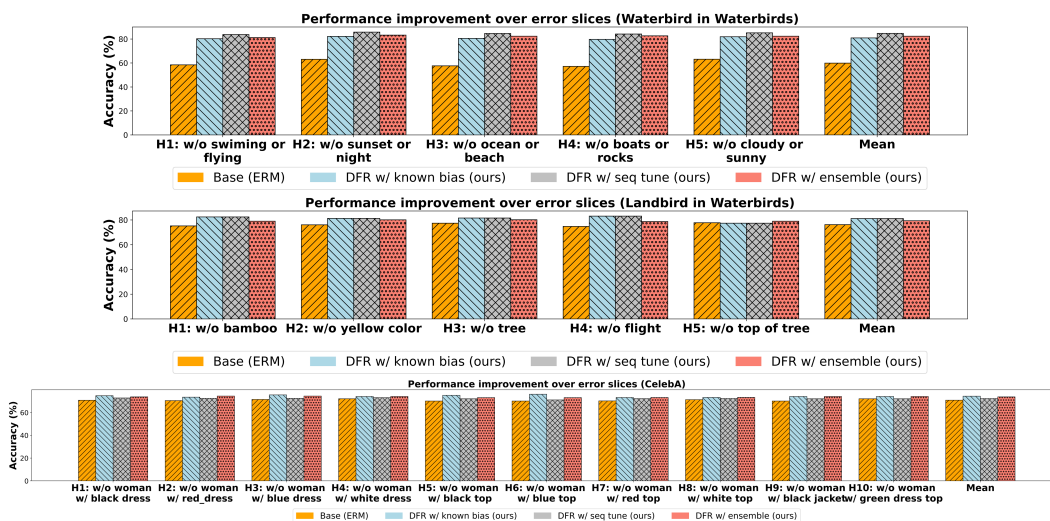 Performance improvement over error slices (Waterbird in Waterbirds)
Accuracy (%)
80
60
40
20
0
H1: w/o swiming or flying
H2: w/o sunset or night
H3: w/o ocean or beach
H4: w/o boats or rocks
H5: w/o cloudy or sunny
Mean
Base (ERM) DFR w/ known bias (ours) DFR w/ seq tune (ours) DFR w/ ensemble (ours)
Performance improvement over error slices (Landbird in Waterbirds)
Accuracy (%)
80
60
40
20
0
H1: w/o bamboo H2: w/o yellow color H3: w/o tree H4: w/o flight H5: w/o top of tree Mean
Base (ERM) DFR w/ known bias (ours) DFR w/ seq tune (ours) DFR w/ ensemble (ours)
Performance improvement over error slices (CelebA)
Accuracy (%)
60
40
20
0
H1: w/o woman w/ black dress
H2: w/o woman w/ red_dress
H3: w/o woman w/ blue dress
H4: w/o woman w/ white dress
H5: w/o woman w/ black top
H6: w/o woman w/ blue top
H7: w/o woman w/ red top
H8: w/o woman w/ white top
H9: w/o woman w/ black jacket
H10: w/o woman w/ green dress top
Mean
Base (ERM) DFR w/ known bias (ours) DFR w/ seq tune (ours) DFR w/ ensemble (ours)